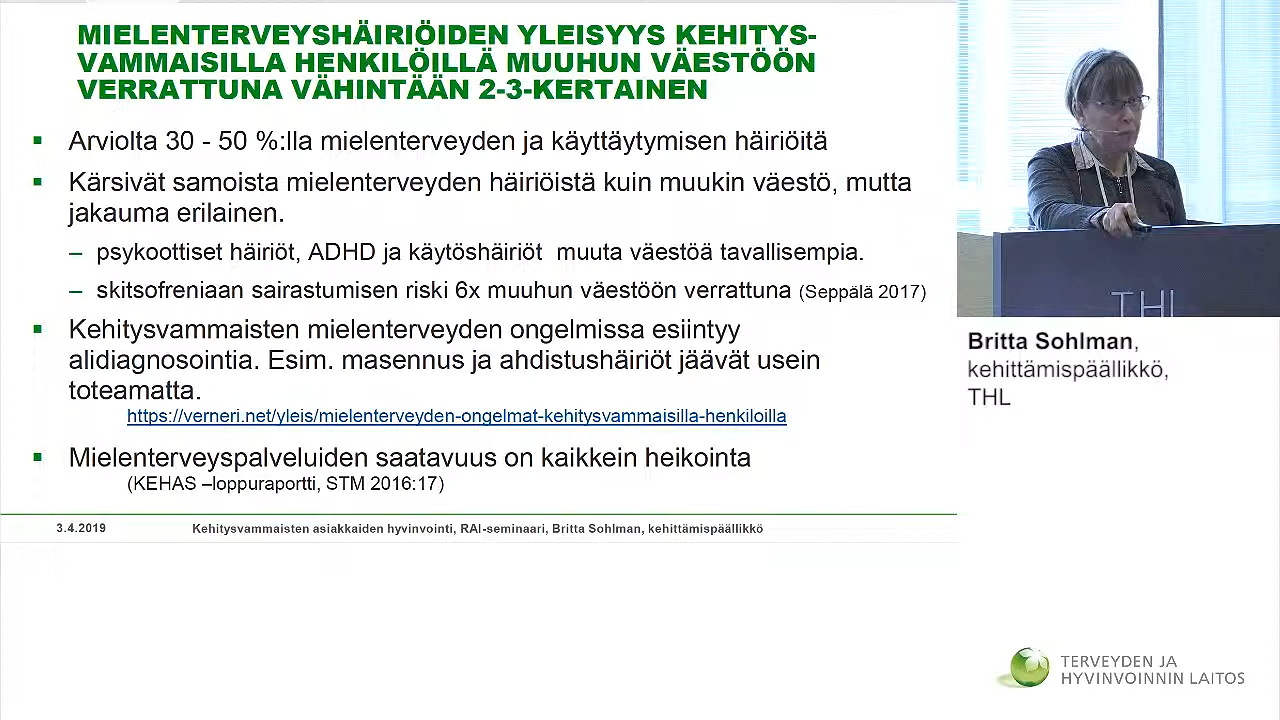 MIELENTERVEYSHÄIRIÖIDEN YLEISYYS KEHITYS-
VAMMAISILLA HENKILÖILLÄ MUUHUN VÄESTÖÖN
VERRATTUNA VÄHINTÄÄN 2-3-KERTAINEN
▪ Arviolta 30 - 50 %:lla mielenterveyden ja käyttäytymisen häiriöitä
▪ Kärsivät samoista mielenterveyden häiriöistä kuin muukin väestö, mutta
jakauma erilainen.
– psykoottiset häiriöt, ADHD ja käytöshäiriöt muuta väestöä tavallisempia.
– skitsofreniaan sairastumisen riski 6x muuhun väestöön verrattuna (Seppälä 2017)
▪ Kehitysvammaisten mielenterveyden ongelmissa esiintyy
alidiagnosointia. Esim. masennus ja ahdistushäiriöt jäävät usein
toteamatta.
https://verneri.net/yleis/mielenterveyden-ongelmat-kehitysvammaisilla-henkiloilla
▪ Mielenterveyspalveluiden saatavuus on kaikkein heikointa
(KEHAS –loppuraportti, STM 2016:17)
3.4.2019 Kehitysvammaisten asiakkaiden hyvinvointi, RAI-seminaari, Britta Sohlman, kehittämispäällikkö
THL
Britta Sohlman,
kehittämispäällikkö,
THL
TERVEYDEN JA
HYVINVOINNIN LAITOS